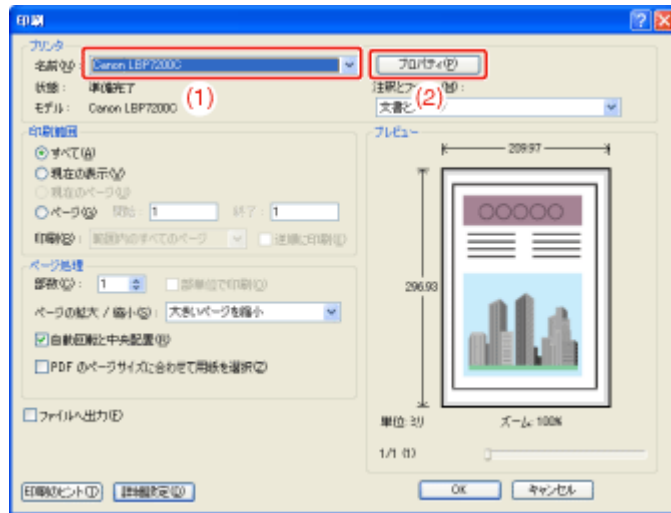 印刷
プリンタ
名前(N): Canon LBP7200C
プロパティ(P)
状態: 準備完了
(1)
(2)
モデル: Canon LBP7200C
文書と
印刷範囲
すべて(A)
現在の表示(V)
現在のページ(U)
ページ(G) 開始: 1 終了: 1
印刷(B): 範囲内のすべてのページ 逆順に印刷(E)
ページ処理
部数(C): 1 部単位で印刷(O)
ページの拡大 / 縮小(S): 大きいページを縮小
自動回転と中央配置(R)
PDF のページサイズに合わせて用紙を選択(Z)
ファイルへ出力(F)
プレビュー
209.97
296.93
単位: ミリ ズーム: 100%
1/1 (1)
印刷のヒント(T) 詳細設定(D) OK キャンセル